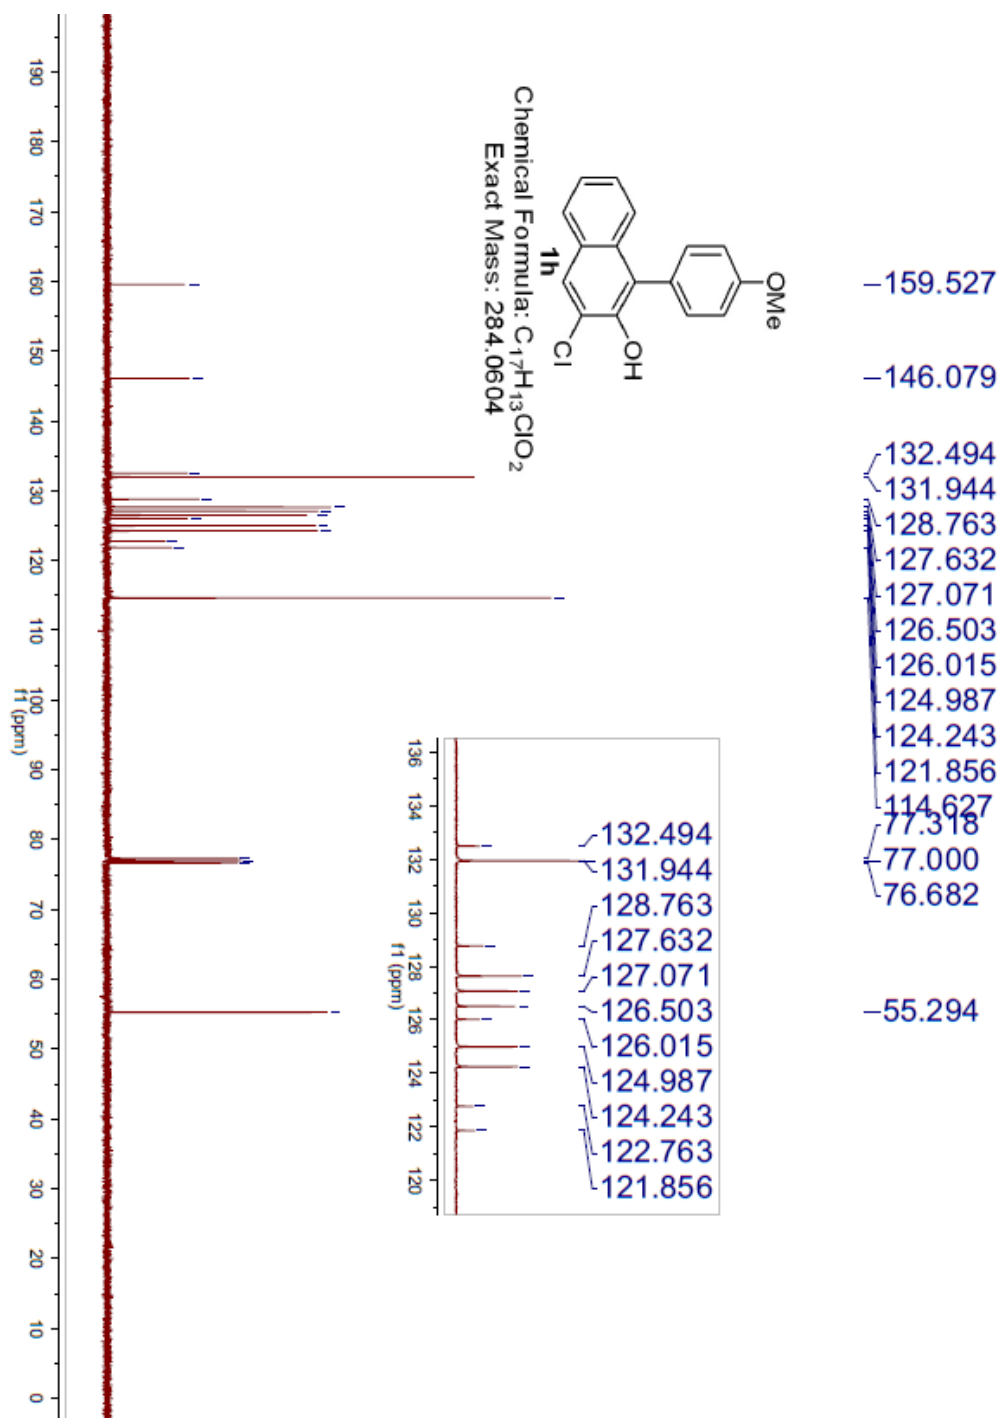 OMe
OH
Cl
1h
Chemical Formula: C₁₇H₁₃ClO₂
Exact Mass: 284.0604
159.527
146.079
132.494
131.944
128.763
127.632
127.071
126.503
126.015
124.987
124.243
121.856
114.627
77.318
77.000
76.682
55.294
132.494
131.944
128.763
127.632
127.071
126.503
126.015
124.987
124.243
122.763
121.856
136 134 132 130 128 126 124 122 120
f1 (ppm)
190 180 170 160 150 140 130 120 110 100 90 80 70 60 50 40 30 20 10 0
f1 (ppm)